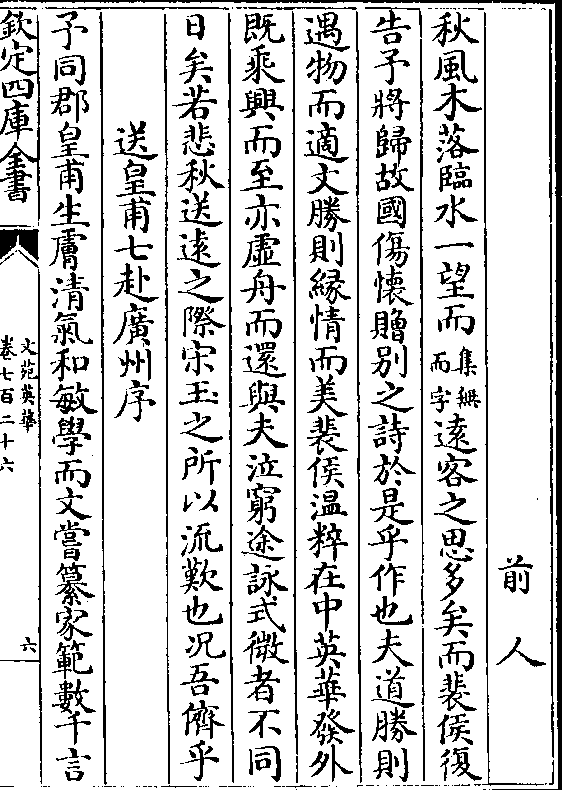 前人
秋風木落臨水一望而集無而字遠客之思多矣而裴侯復
告予將歸故國傷懷贈别之詩於是乎作也夫道勝則
遇物而適文勝則縁情而美裴侯温粹在中英華發外
既乘興而至亦虚舟而還與夫泣窮途詠式微者不同
日矣若悲秋送逺之際宋玉之所以流歎也况吾儕乎
送皇甫七赴廣州序
予同郡皇甫生膚清氣和敏學而文嘗纂家範數千言
欽定四庫全書
文苑英華
卷七百二十六
六